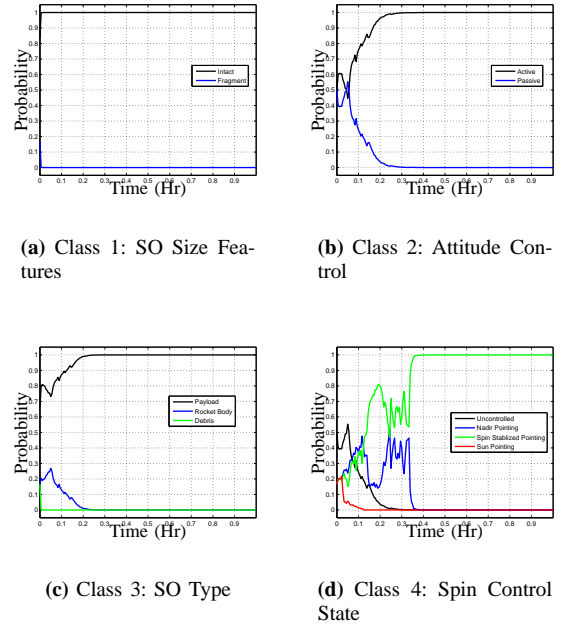 1
0.9
0.8
0.7
0.6
0.5
0.4
0.3
0.2
0.1
0
Probability
Intact
Fragment
0 0.1 0.2 0.3 0.4 0.5 0.6 0.7 0.8 0.9
Time (Hr)
(a) Class 1: SO Size Fea-
tures
1
0.9
0.8
0.7
0.6
0.5
0.4
0.3
0.2
0.1
0
Probability
Active
Passive
0 0.1 0.2 0.3 0.4 0.5 0.6 0.7 0.8 0.9
Time (Hr)
(b) Class 2: Attitude Con-
trol
1
0.9
0.8
0.7
0.6
0.5
0.4
0.3
0.2
0.1
0
Probability
Payload
Rocket Body
Debris
0 0.1 0.2 0.3 0.4 0.5 0.6 0.7 0.8 0.9
Time (Hr)
(c) Class 3: SO Type
1
0.9
0.8
0.7
0.6
0.5
0.4
0.3
0.2
0.1
0
Probability
Uncontrolled
Nadir Pointing
Spin Stablized Pointing
Sun Pointing
0 0.1 0.2 0.3 0.4 0.5 0.6 0.7 0.8 0.9
Time (Hr)
(d) Class 4: Spin Control
State